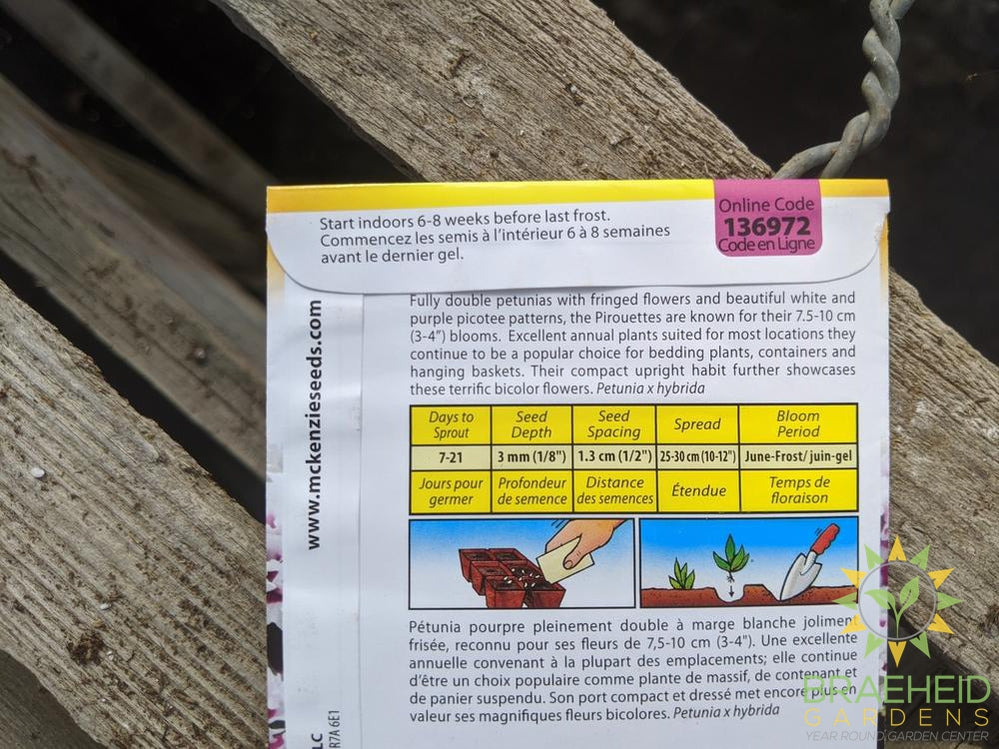 Start indoors 6-8 weeks before last frost.
Commencez les semis à l'intérieur 6 à 8 semaines
avant le dernier gel.
Online Code
136972
Code en Ligne
www.mckenzieseeds.com
Fully double petunias with fringed flowers and beautiful white and
purple picotee patterns, the Pirouettes are known for their 7.5-10 cm
(3-4") blooms. Excellent annual plants suited for most locations they
continue to be a popular choice for bedding plants, containers and
hanging baskets. Their compact upright habit further showcases
these terrific bicolor flowers. Petunia x hybrida
Days to Sprout
Seed Depth
Seed Spacing
Spread
Bloom Period
7-21
3 mm (1/8")
1.3 cm (1/2")
25-30 cm (10-12")
June-Frost/ juin-gel
Jours pour germer
Profondeur de semence
Distance des semences
Étendue
Temps de floraison
Pétunia pourpre pleinement double à marge blanche joliment
frisée, reconnu pour ses fleurs de 7,5-10 cm (3-4"). Une excellente
annuelle convenant à la plupart des emplacements; elle continue
d'être un choix populaire comme plante de massif, de contenant et
de panier suspendu. Son port compact et dressé met encore plus en
valeur ses magnifiques fleurs bicolores. Petunia x hybrida
LC
R7A 6E1
BRAEHEID
GARDENS
YEAR ROUND GARDEN CENTER